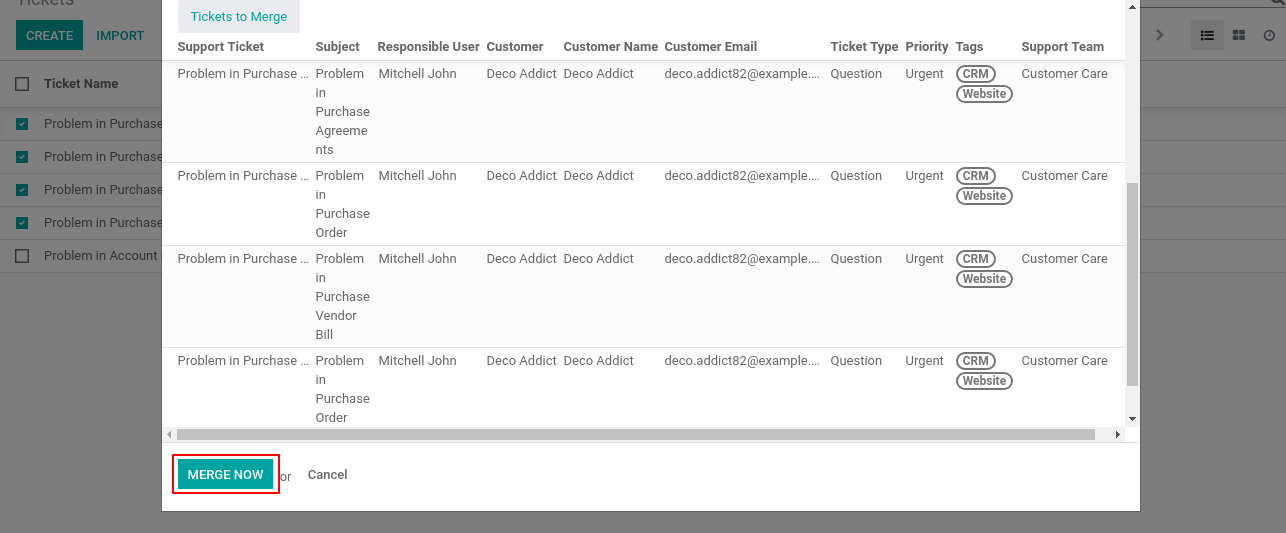 Tickets
CREATE IMPORT
Ticket Name
Problem in Purchase
Problem in Purchase
Problem in Purchase
Problem in Purchase
Problem in Account
Tickets to Merge
Support Ticket Subject Responsible User Customer Customer Name Customer Email Ticket Type Priority Tags Support Team
Problem in Purchase ... Problem Mitchell John Deco Addict Deco Addict deco.addict82@example.... Question Urgent CRM Customer Care
in Website
Purchase
Agreeme
nts
Problem in Purchase ... Problem Mitchell John Deco Addict Deco Addict deco.addict82@example.... Question Urgent CRM Customer Care
in Website
Purchase
Order
Problem in Purchase ... Problem Mitchell John Deco Addict Deco Addict deco.addict82@example.... Question Urgent CRM Customer Care
in Website
Purchase
Vendor
Bill
Problem in Purchase ... Problem Mitchell John Deco Addict Deco Addict deco.addict82@example.... Question Urgent CRM Customer Care
in Website
Purchase
Order
MERGE NOW or Cancel